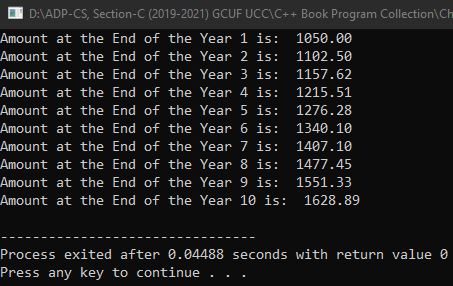 D:\ADP-CS, Section-C (2019-2021) GCUF UCC\C++ Book Program Collection\Ch
Amount at the End of the Year 1 is:  1050.00
Amount at the End of the Year 2 is:  1102.50
Amount at the End of the Year 3 is:  1157.62
Amount at the End of the Year 4 is:  1215.51
Amount at the End of the Year 5 is:  1276.28
Amount at the End of the Year 6 is:  1340.10
Amount at the End of the Year 7 is:  1407.10
Amount at the End of the Year 8 is:  1477.45
Amount at the End of the Year 9 is:  1551.33
Amount at the End of the Year 10 is:  1628.89
--------------------------------
Process exited after 0.04488 seconds with return value 0
Press any key to continue . . .